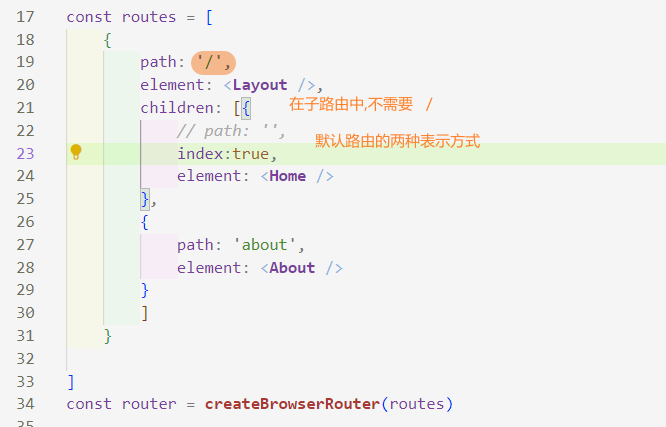 17 const routes = [
18 {
19 path: '/',
20 element: <Layout />,
21 children: [{ 在子路由中,不需要 /
22 // path: '',
默认路由的两种表示方式
23 index:true,
24 element: <Home />
25 },
26 {
27 path: 'about',
28 element: <About />
29 }
30 ]
31 }
32
33 ]
34 const router = createBrowserRouter(routes)
35